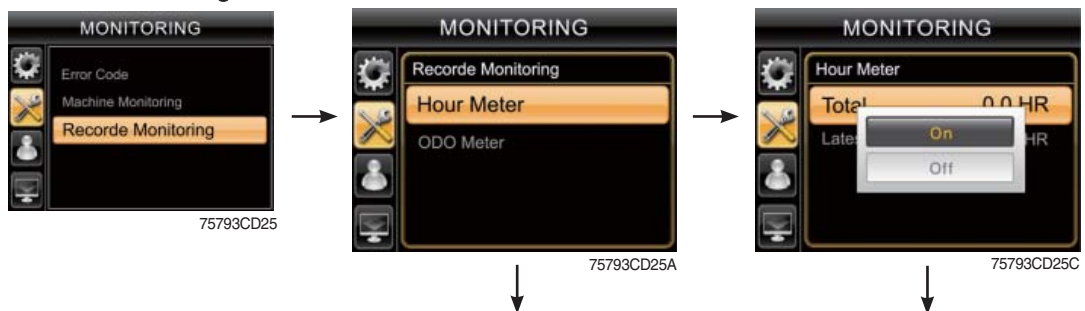 MONITORING
Error Code
Machine Monitoring
Recorde Monitoring
75793CD25
MONITORING
Recorde Monitoring
Hour Meter
ODO Meter
75793CD25A
MONITORING
Hour Meter
Total 0.0 HR
HR
On
Off
75793CD25C